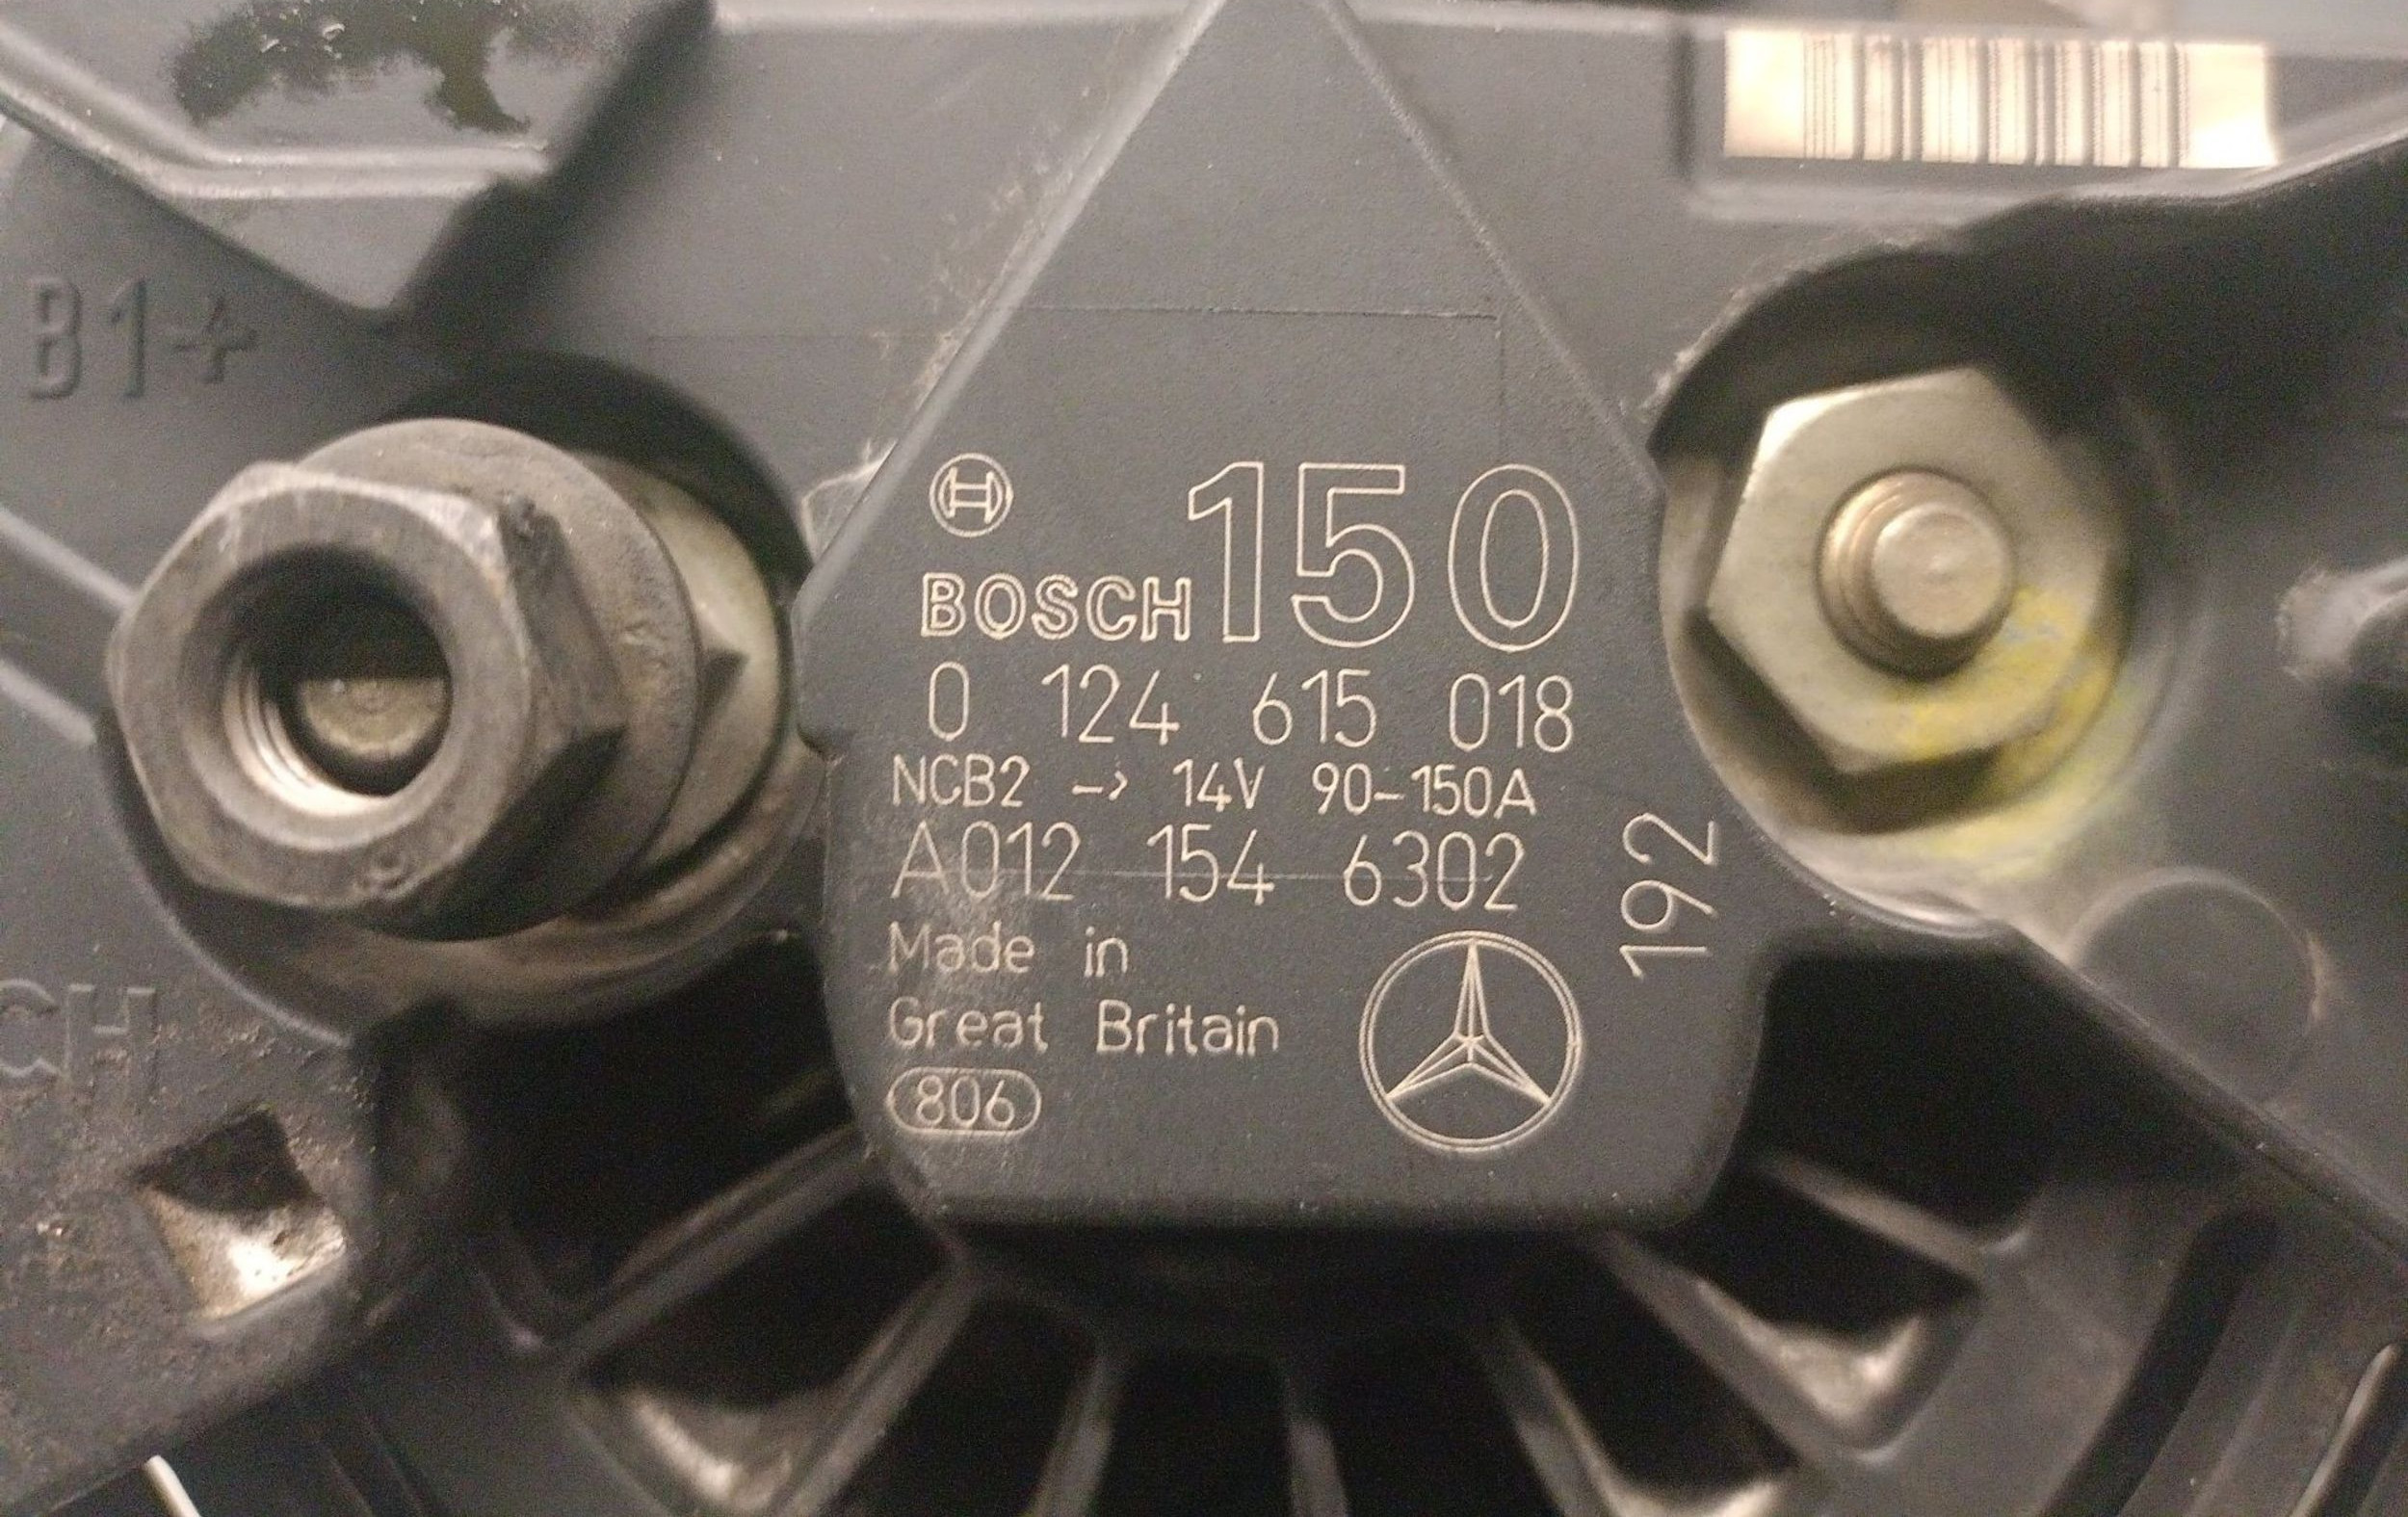 B1+
BOSCH 150
0 124 615 018
NCB2 -> 14V 90-150A
A012 154 6302
192
Made in
Great Britain
806
CH